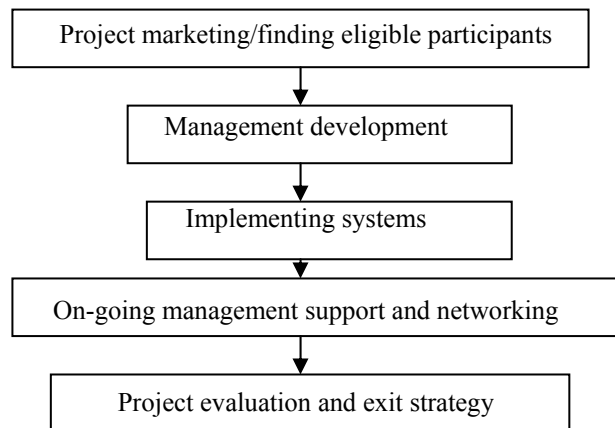 Project marketing/finding eligible participants
Management development
Implementing systems
On-going management support and networking
Project evaluation and exit strategy